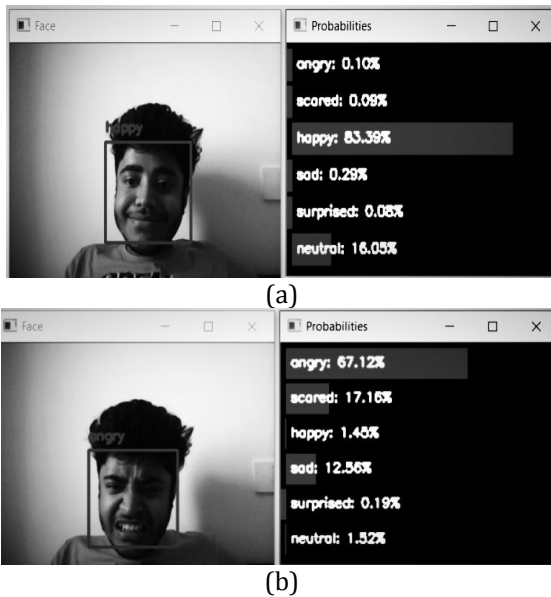 Face
Probabilities
happy
angry: 0.10%
scared: 0.09%
happy: 83.39%
sad: 0.29%
surprised: 0.08%
neutral: 16.05%
(a)
Face
Probabilities
angry
angry: 67.12%
scared: 17.16%
happy: 1.45%
sad: 12.56%
surprised: 0.19%
neutral: 1.52%
(b)